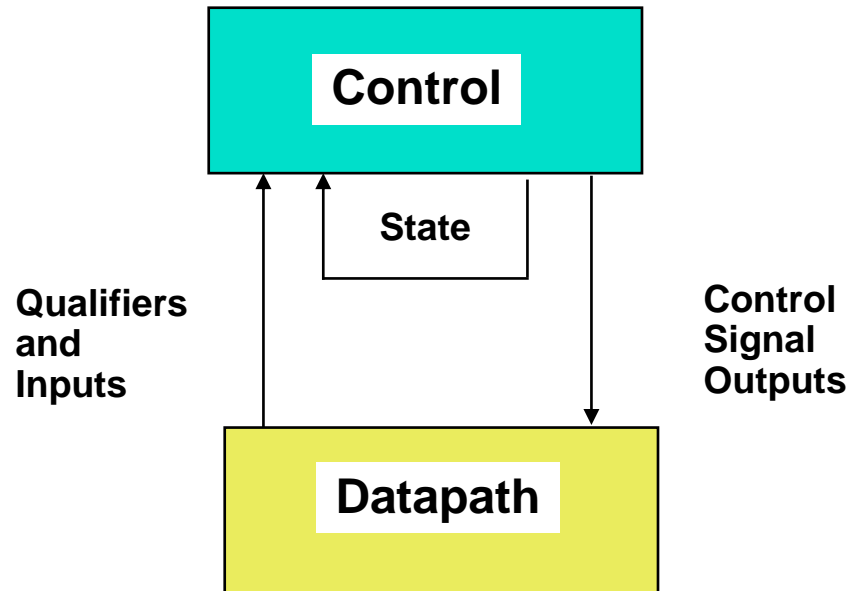 Control
State
Qualifiers
and
Inputs
Control
Signal
Outputs
Datapath